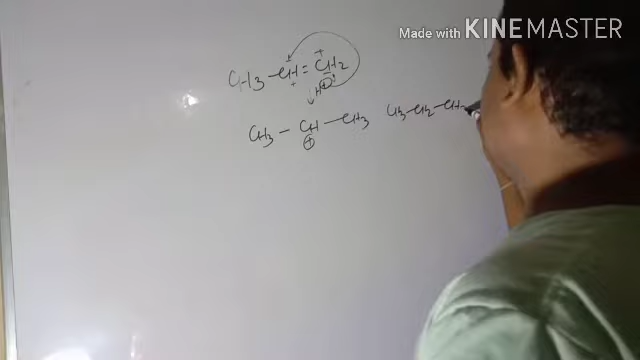 Made with KINEMASTER
CH3 - CH = CH2
+ +
↓ H+
CH3 - CH - CH3 CH3 - CH2 - CH2
⊕